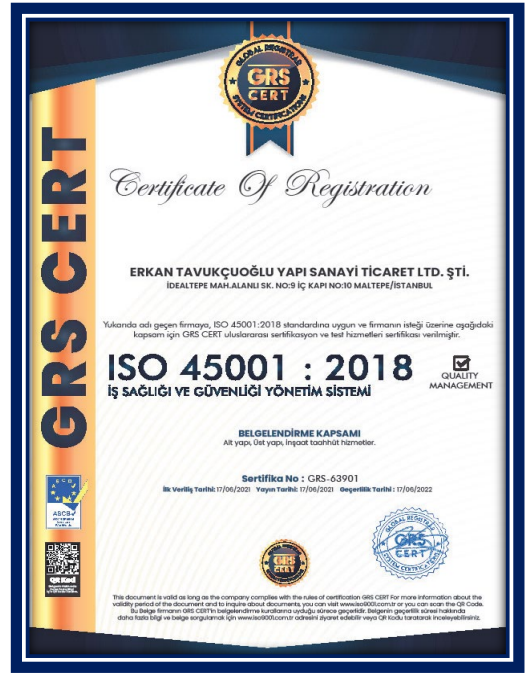 GLOBAL REGISTRAR
GRS
CERT
SYSTEM CERTIFICATIONS
GRS CERT
Certificate Of Registration
ERKAN TAVUKÇUOĞLU YAPI SANAYİ TİCARET LTD. ŞTİ.
İDEALTEPE MAH.ALANLI SK. NO:9 İÇ KAPI NO:10 MALTEPE/İSTANBUL
Yukarıda adı geçen firmaya, ISO 45001:2018 standardına uygun ve firmanın isteği üzerine aşağıdaki
kapsam için GRS CERT uluslararası sertifikasyon ve test hizmetleri sertifikası verilmiştir.
ISO 45001 : 2018
İŞ SAĞLIĞI VE GÜVENLİĞİ YÖNETİM SİSTEMİ
QUALITY
MANAGEMENT
BELGELENDİRME KAPSAMI
Alt yapı, Üst yapı, İnşaat taahhüt hizmetler.
Sertifika No : GRS-63901
İlk Veriliş Tarihi: 17/06/2021 Yayın Tarihi: 17/06/2021 Geçerlilik Tarihi : 17/06/2022
ASCB
QR Kod
GLOBAL REGISTRAR
GRS
CERT
SYSTEM CERTIFICATIONS
GRS
CERT
This document is valid as long as the company complies with the rules of certification GRS CERT For more information about the
validity period of the document and to inquire about documents, you can visit www.iso9001.com.tr or you can scan the QR Code.
Bu Belge firmanın GRS CERT'in belgelendirme kurallarına uyduğu sürece geçerlidir. Belgenin geçerlilik süresi hakkında
daha fazla bilgi ve belge sorgulamak için www.iso9001.com.tr adresini ziyaret edebilir veya QR Kodu taratarak inceleyebilirsiniz.